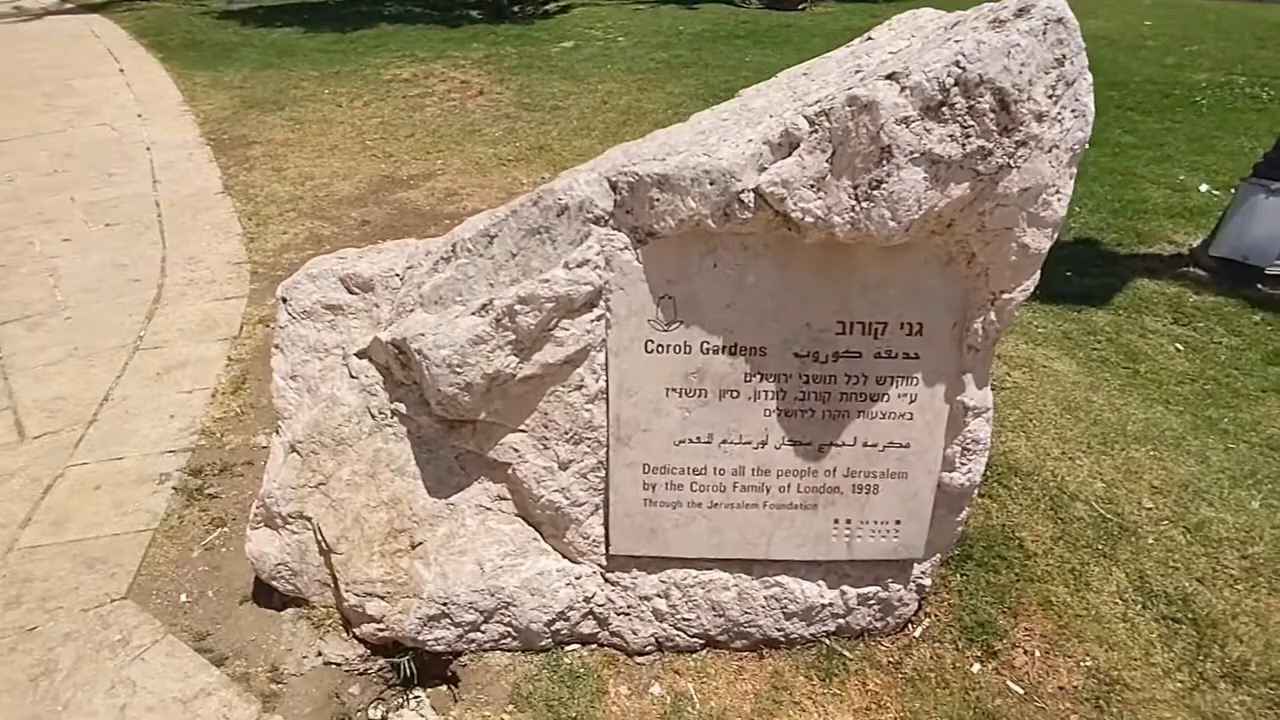 גני קורוב
Corob Gardens حديقة كوروب
מוקדש לכל תושבי ירושלים
ע״י משפחת קורוב, לונדון, סיון תשנ״ח
באמצעות הקרן לירושלים
مكرسة لجميع سكان أورشليم القدس
Dedicated to all the people of Jerusalem
by the Corob Family of London, 1998
Through the Jerusalem Foundation